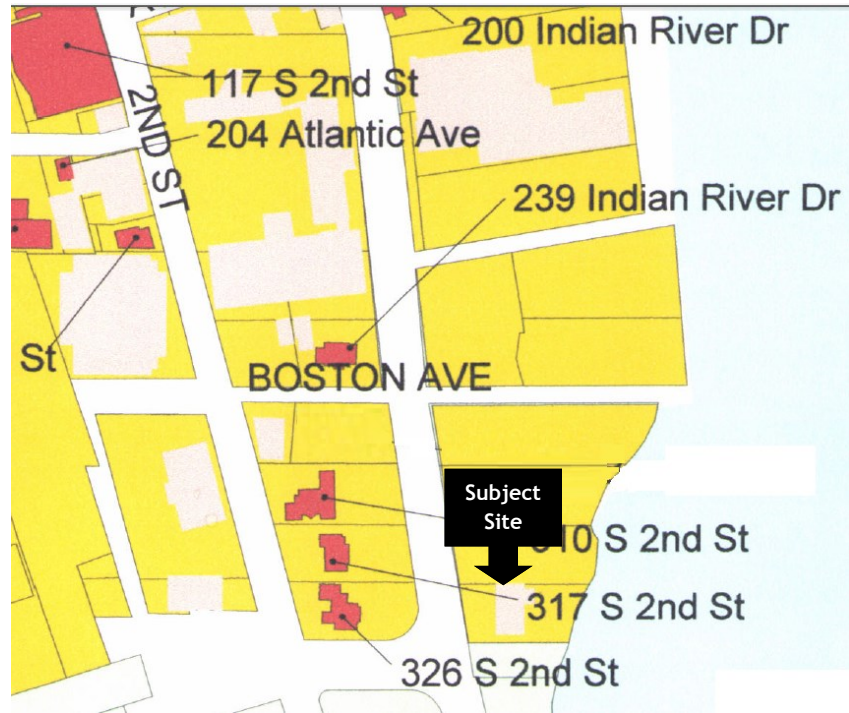 200 Indian River Dr
117 S 2nd St
2ND ST
204 Atlantic Ave
239 Indian River Dr
St
BOSTON AVE
Subject
Site
10 S 2nd St
317 S 2nd St
326 S 2nd St